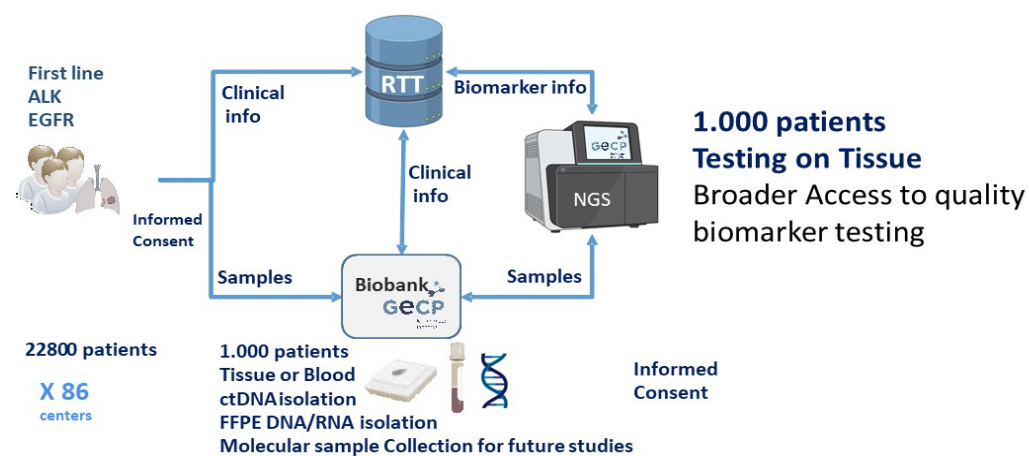 First line
ALK
EGFR
Clinical
info
RTT
Biomarker info
GeCP
NGS
1.000 patients
Testing on Tissue
Broader Access to quality
biomarker testing
Clinical
info
Informed
Consent
Samples
Biobank
GeCP
Samples
22800 patients
X 86
centers
1.000 patients
Tissue or Blood
ctDNAisolation
FFPE DNA/RNA isolation
Molecular sample Collection for future studies
Informed
Consent